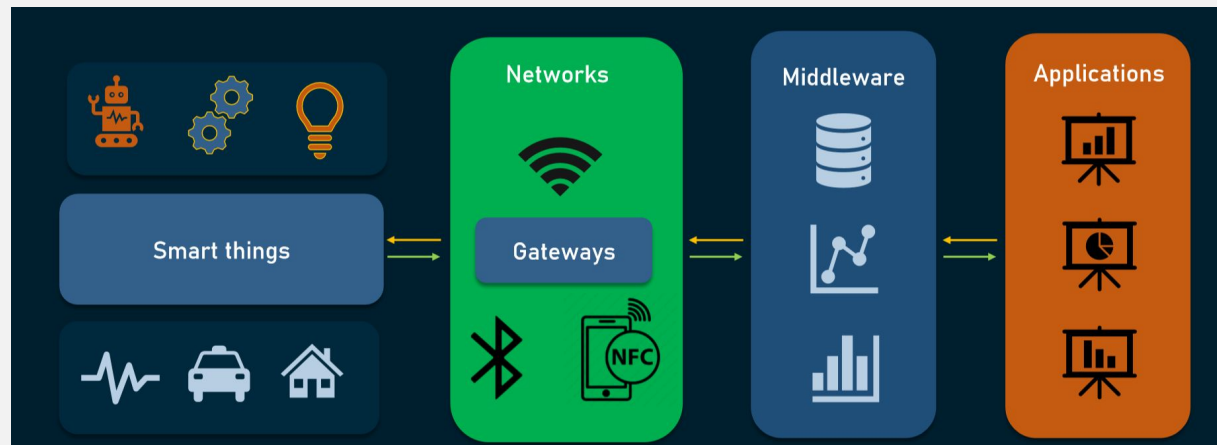 Smart things
Networks
Gateways
NFC
Middleware
Applications